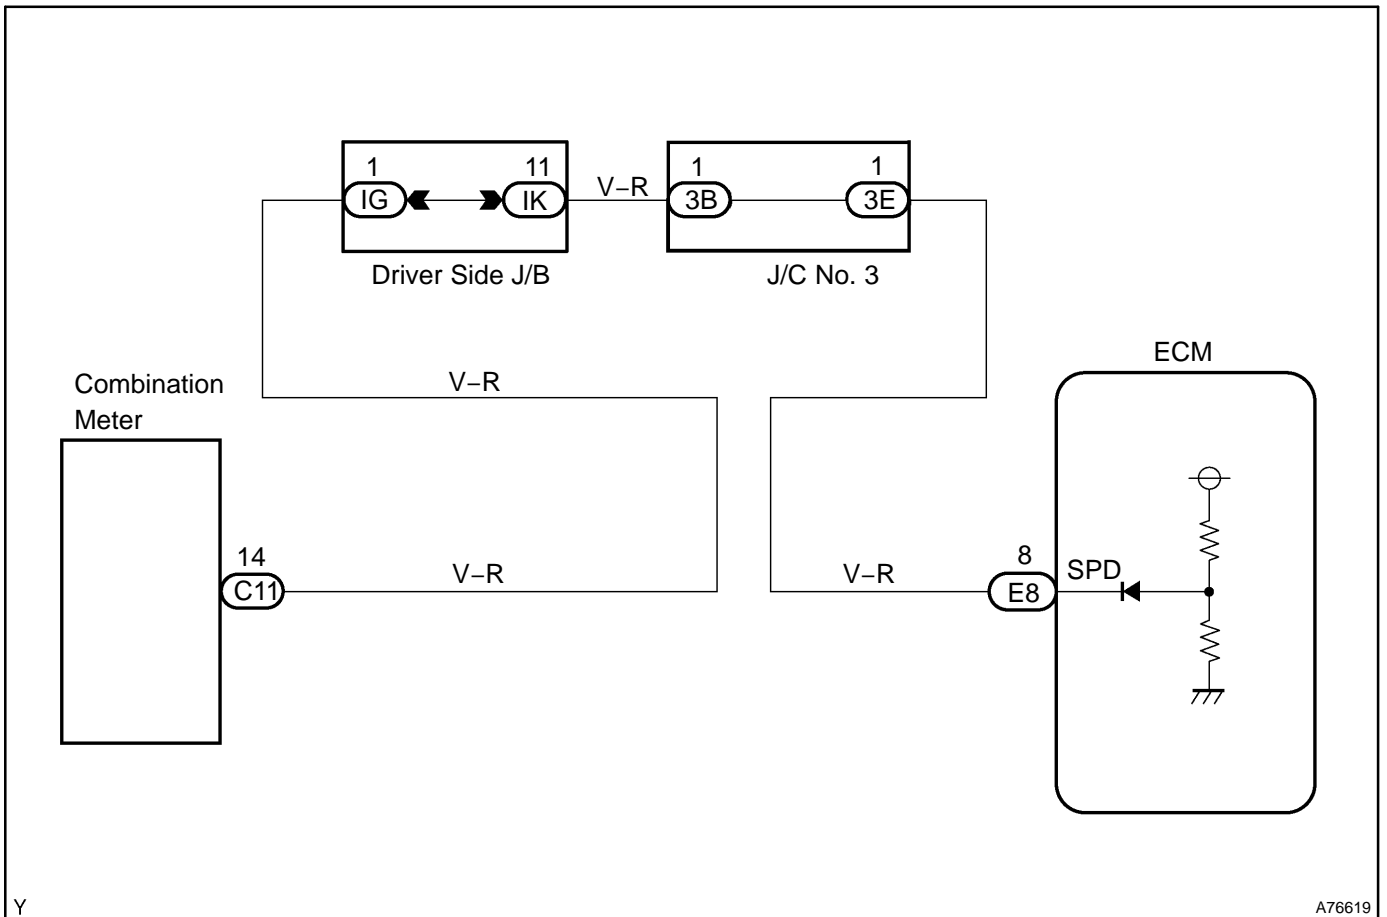 1
11
1
1
IG
IK
V−R
3B
3E
Driver Side J/B
J/C No. 3
ECM
Combination
Meter
V−R
14
C11
V−R
V−R
8
E8
SPD
Y
A76619